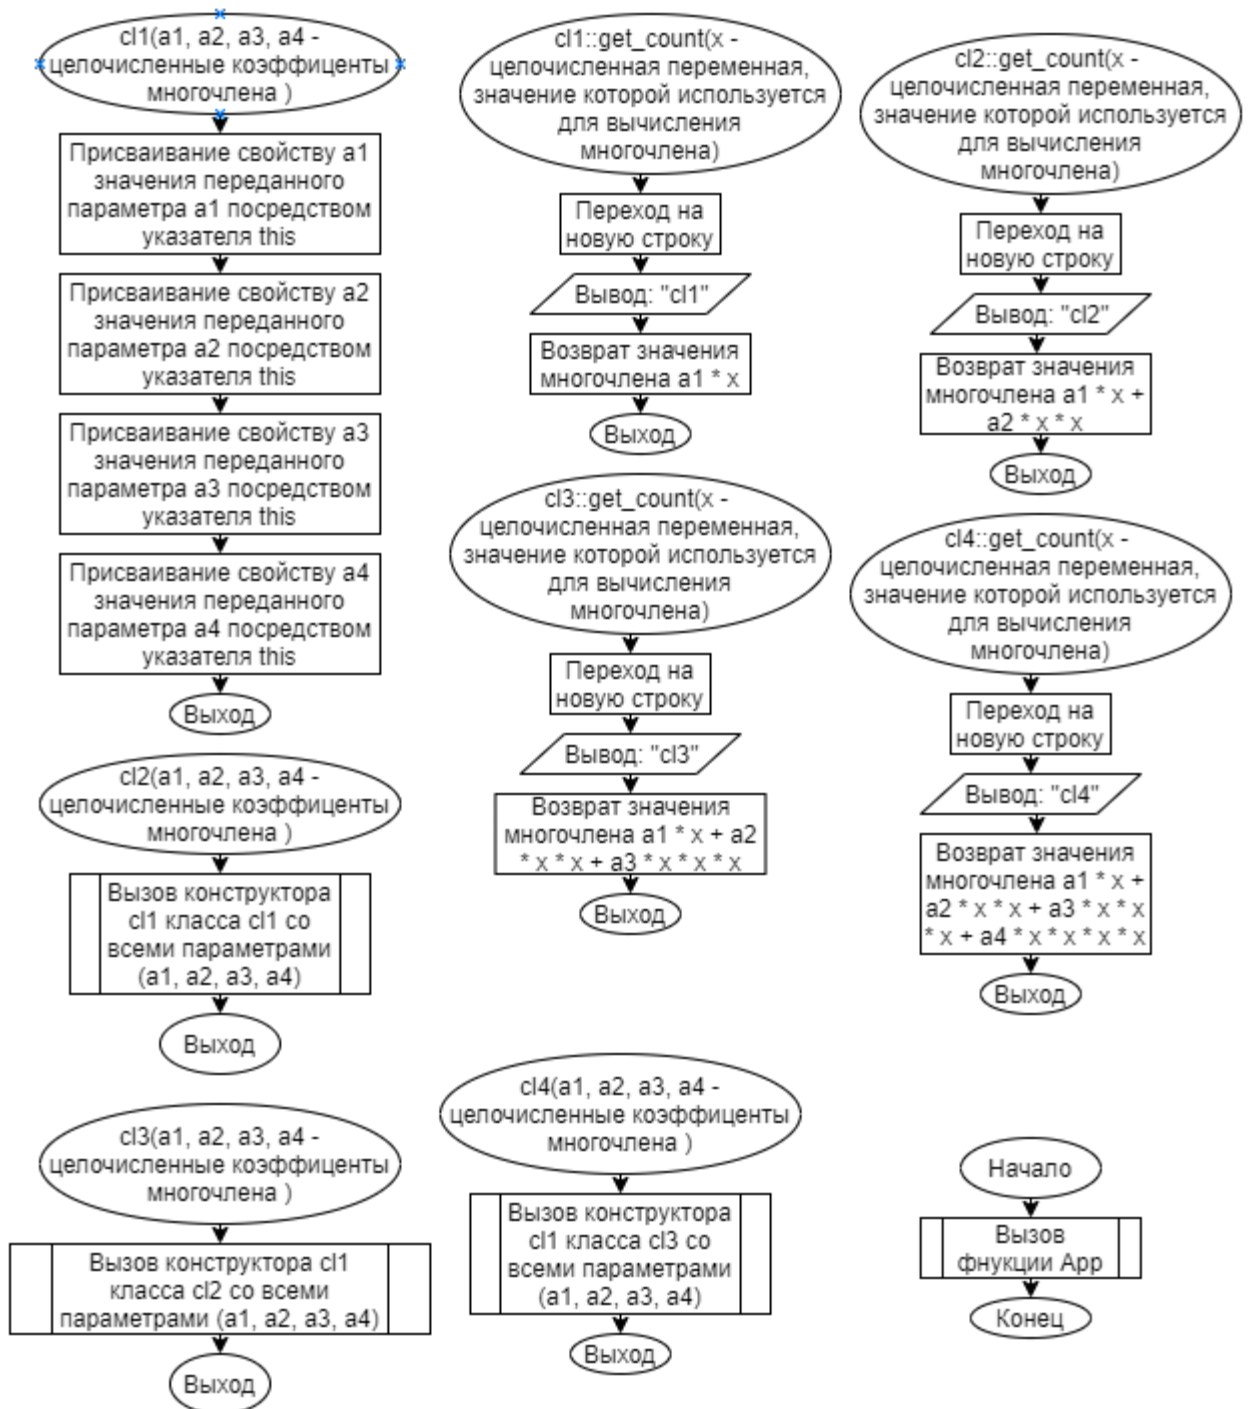 cl1(a1, a2, a3, a4 -
целочисленные коэффиценты
многочлена )
Присваивание свойству a1
значения переданного
параметра a1 посредством
указателя this
Присваивание свойству a2
значения переданного
параметра a2 посредством
указателя this
Присваивание свойству a3
значения переданного
параметра a3 посредством
указателя this
Присваивание свойству a4
значения переданного
параметра a4 посредством
указателя this
Выход
cl2(a1, a2, a3, a4 -
целочисленные коэффиценты
многочлена )
Вызов конструктора
cl1 класса cl1 со
всеми параметрами
(a1, a2, a3, a4)
Выход
cl3(a1, a2, a3, a4 -
целочисленные коэффиценты
многочлена )
Вызов конструктора cl1
класса cl2 со всеми
параметрами (a1, a2, a3, a4)
Выход
cl1::get_count(x -
целочисленная переменная,
значение которой используется
для вычисления
многочлена)
Переход на
новую строку
Вывод: "cl1"
Возврат значения
многочлена a1 * x
Выход
cl3::get_count(x -
целочисленная переменная,
значение которой используется
для вычисления
многочлена)
Переход на
новую строку
Вывод: "cl3"
Возврат значения
многочлена a1 * x + a2
* x * x + a3 * x * x * x
Выход
cl4(a1, a2, a3, a4 -
целочисленные коэффиценты
многочлена )
Вызов конструктора
cl1 класса cl3 со
всеми параметрами
(a1, a2, a3, a4)
Выход
cl2::get_count(x -
целочисленная переменная,
значение которой используется
для вычисления
многочлена)
Переход на
новую строку
Вывод: "cl2"
Возврат значения
многочлена a1 * x +
a2 * x * x
Выход
cl4::get_count(x -
целочисленная переменная,
значение которой используется
для вычисления
многочлена)
Переход на
новую строку
Вывод: "cl4"
Возврат значения
многочлена a1 * x +
a2 * x * x + a3 * x * x
* x + a4 * x * x * x * x
Выход
Начало
Вызов
фнукции App
Конец